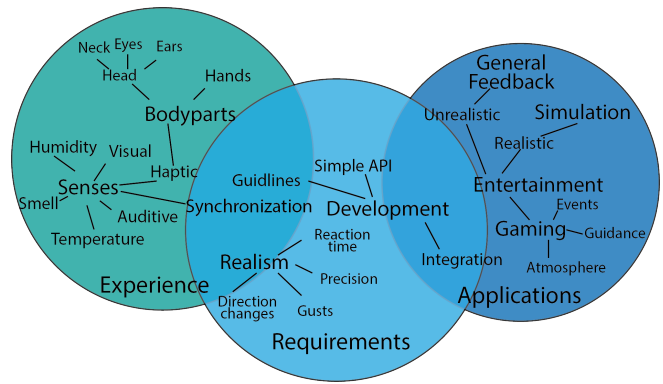 Neck
Eyes
Ears
Head
Hands
Bodyparts
Humidity
Visual
Haptic
Senses
Smell
Auditive
Temperature
Experience
Simple API
Guidlines
Synchronization
Development
Reaction
time
Realism
Precision
Integration
Direction
changes
Gusts
Requirements
General
Feedback
Unrealistic
Simulation
Realistic
Entertainment
Events
Gaming
Guidance
Atmosphere
Applications